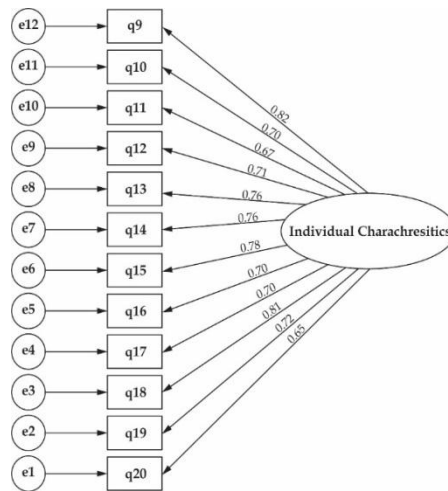 e12 q9
e11 q10
e10 q11
e9 q12
e8 q13
e7 q14
e6 q15
e5 q16
e4 q17
e3 q18
e2 q19
e1 q20
0.82
0.70
0.67
0.71
0.76
0.76
0.78
0.70
0.70
0.81
0.72
0.65
Individual Charachresitics